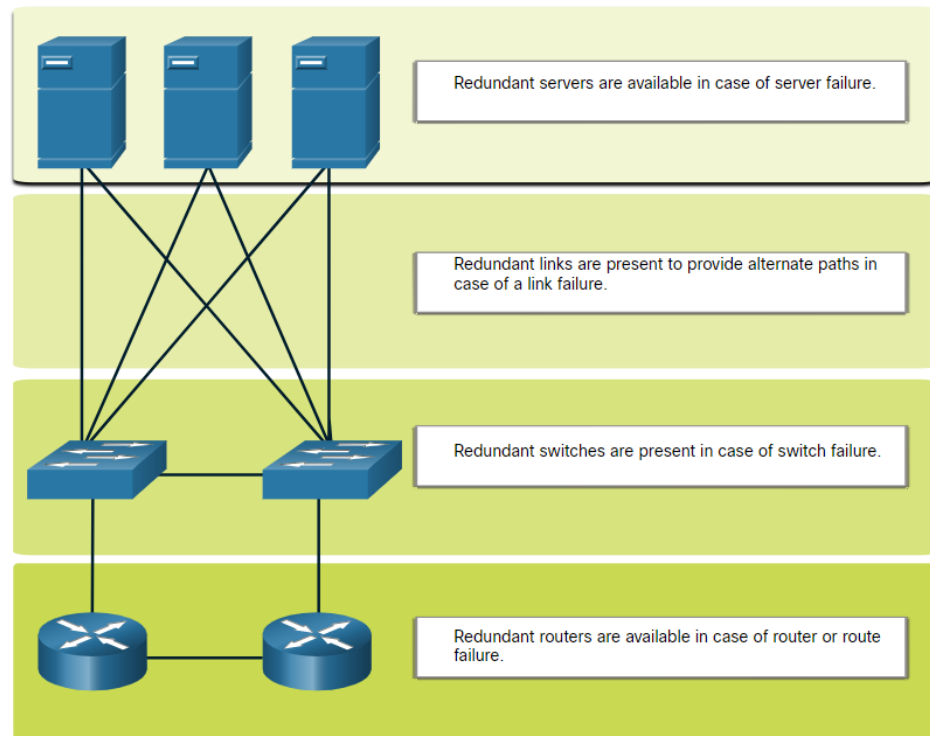 Redundant servers are available in case of server failure.
Redundant links are present to provide alternate paths in
case of a link failure.
Redundant switches are present in case of switch failure.
Redundant routers are available in case of router or route
failure.